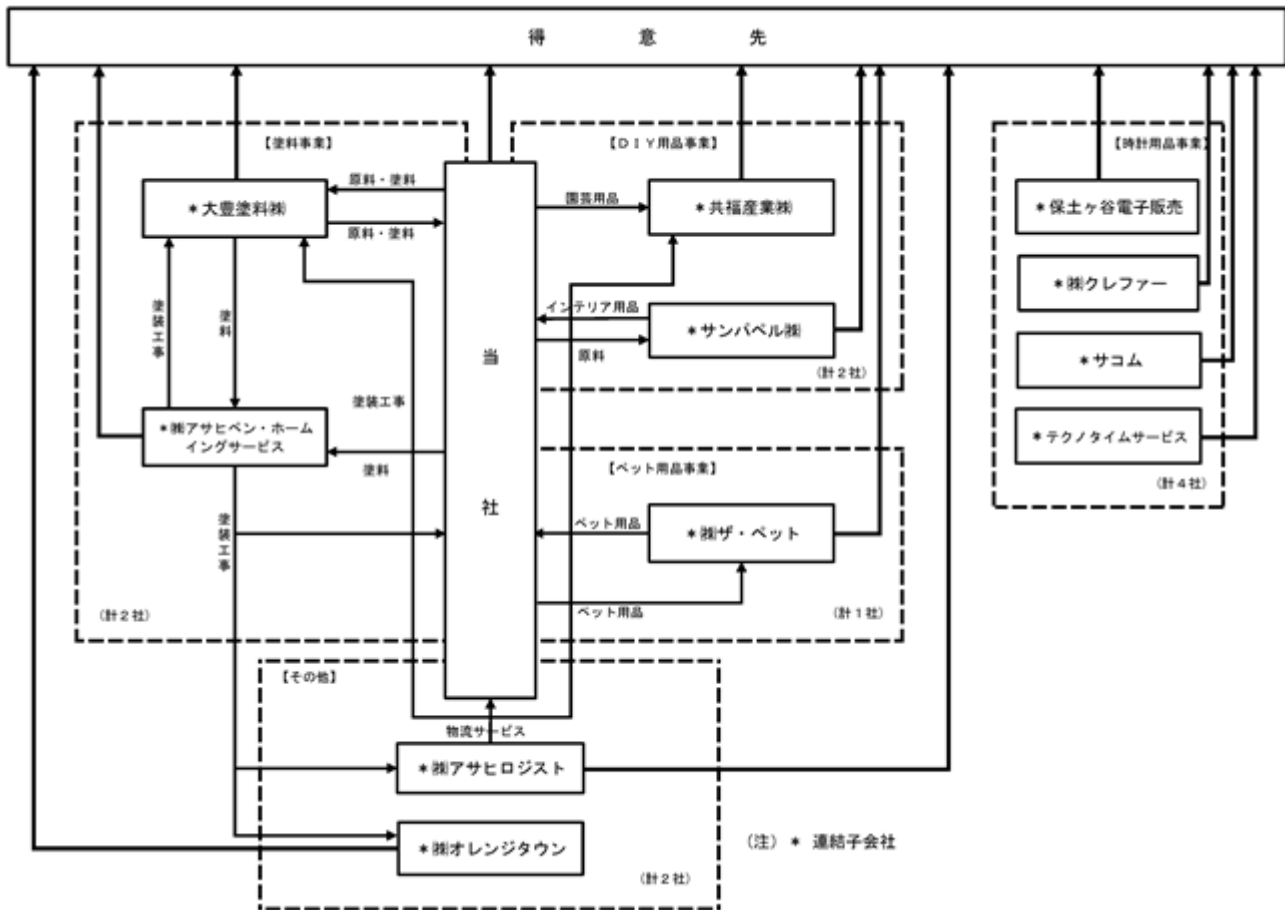 得意先
【塗料事業】
【ＤＩＹ用品事業】
【時計用品事業】
原料・塗料
＊大豊塗料㈱
原料・塗料
園芸用品
＊共福産業㈱
＊保土ヶ谷電子販売
＊㈱クレファー
塗装工事
塗料
インテリア用品
＊サンパベル㈱
原料
当社
＊サコム
(計２社)
塗装工事
＊㈱アサヒペン・ホーム
イングサービス
塗料
＊テクノタイムサービス
【ペット用品事業】
(計４社)
塗装工事
ペット用品
＊㈱ザ・ペット
ペット用品
(計２社)
(計１社)
【その他】
物流サービス
＊㈱アサヒロジスト
＊㈱オレンジタウン
(注) ＊ 連結子会社
(計２社)